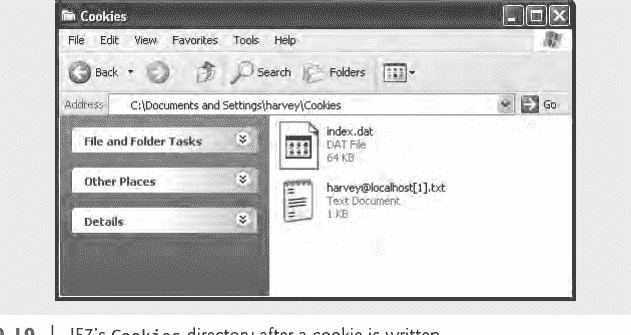 Cookies
File Edit View Favorites Tools Help
Back Search Folders
Address C:\Documents and Settings\harvey\Cookies Go
File and Folder Tasks
Other Places
Details
index.dat
DAT File
64 KB
harvey@localhost[1].txt
Text Document
1 KB
IE7's Cookies directory after a cookie is written